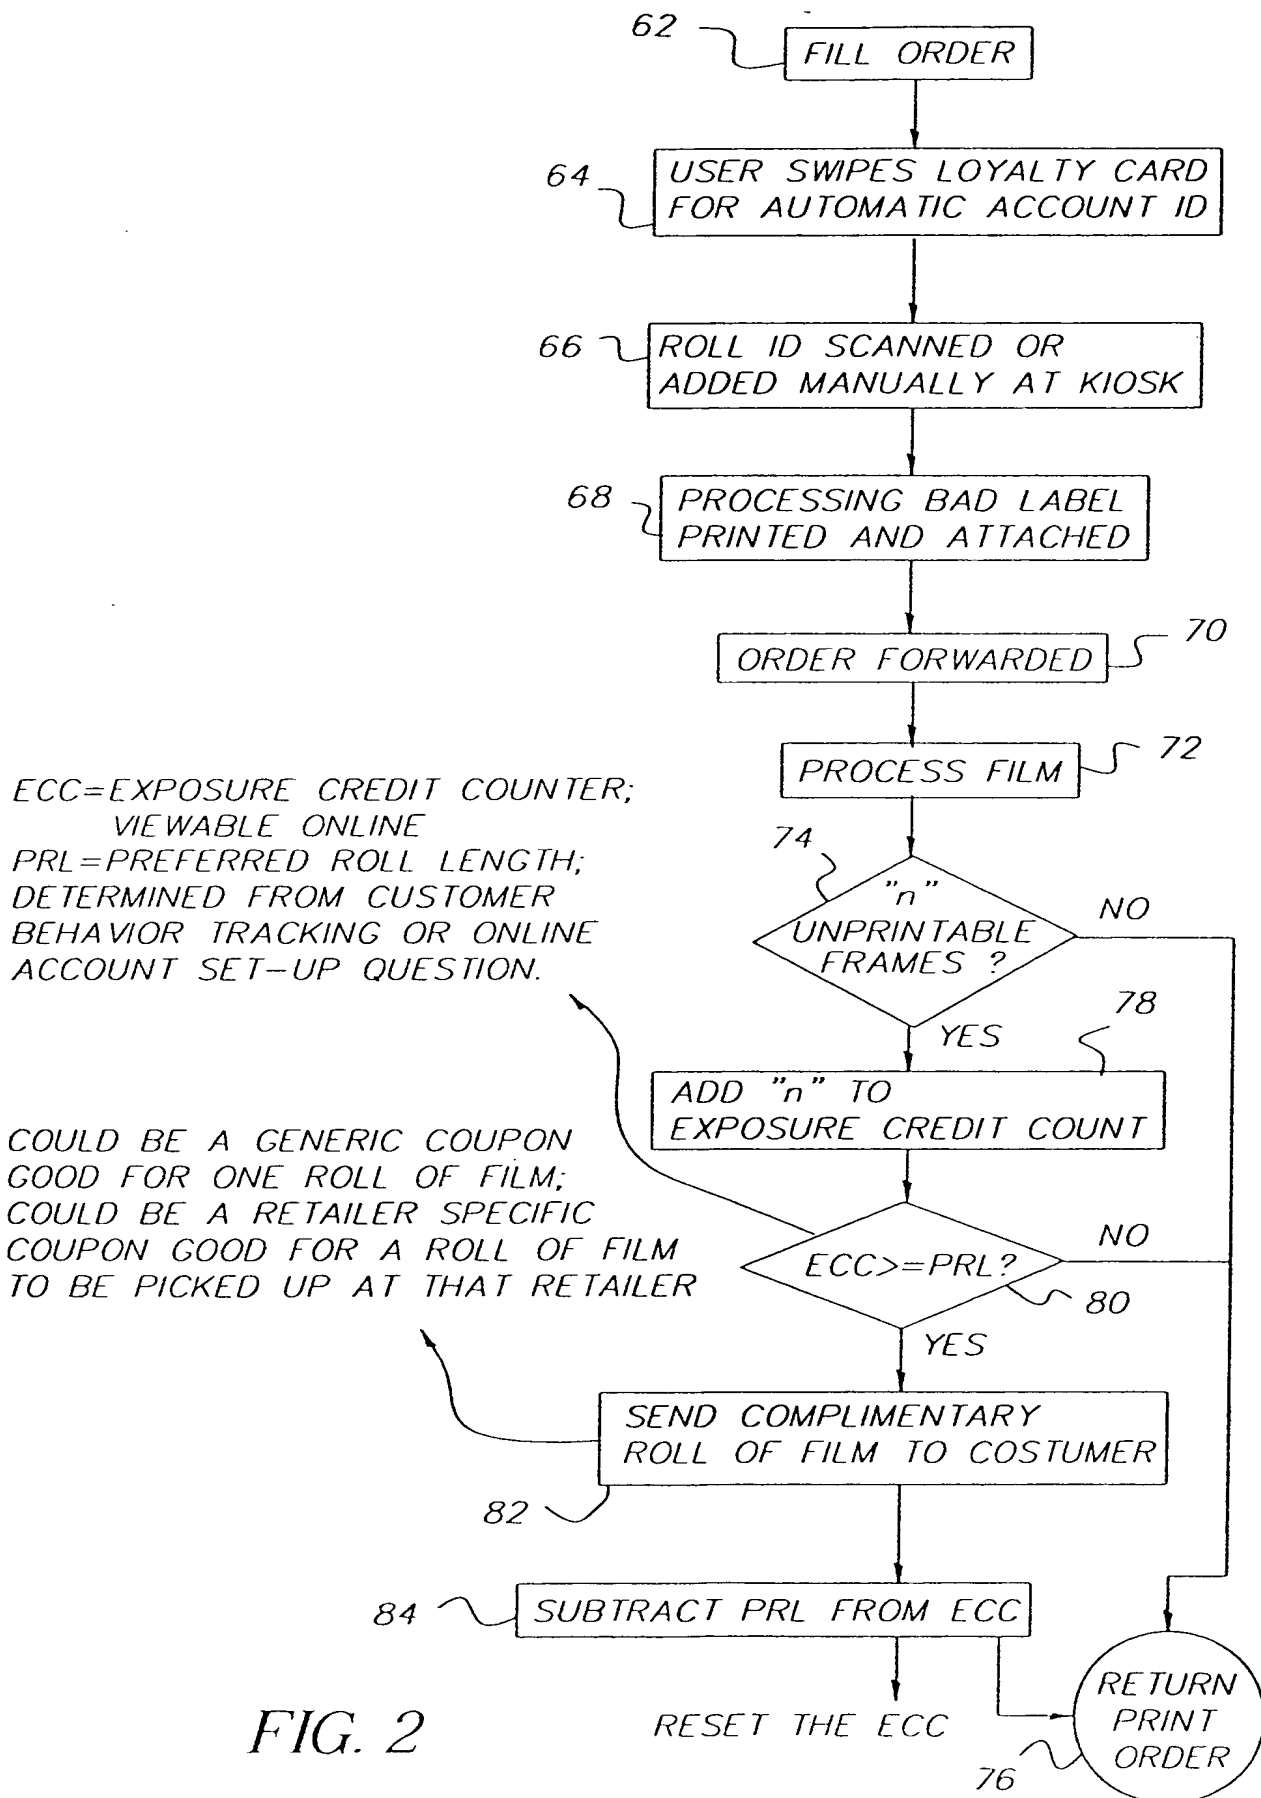 62
FILL ORDER
64
USER SWIPES LOYALTY CARD
FOR AUTOMATIC ACCOUNT ID
66
ROLL ID SCANNED OR
ADDED MANUALLY AT KIOSK
68
PROCESSING BAD LABEL
PRINTED AND ATTACHED
70
ORDER FORWARDED
72
PROCESS FILM
ECC=EXPOSURE CREDIT COUNTER;
VIEWABLE ONLINE
PRL=PREFERRED ROLL LENGTH;
DETERMINED FROM CUSTOMER
BEHAVIOR TRACKING OR ONLINE
ACCOUNT SET-UP QUESTION.
74
"n"
UNPRINTABLE
FRAMES ?
NO
YES
78
ADD "n" TO
EXPOSURE CREDIT COUNT
COULD BE A GENERIC COUPON
GOOD FOR ONE ROLL OF FILM;
COULD BE A RETAILER SPECIFIC
COUPON GOOD FOR A ROLL OF FILM
TO BE PICKED UP AT THAT RETAILER
ECC>=PRL?
NO
80
YES
SEND COMPLIMENTARY
ROLL OF FILM TO COSTUMER
82
84
SUBTRACT PRL FROM ECC
RESET THE ECC
RETURN
PRINT
ORDER
76
FIG. 2